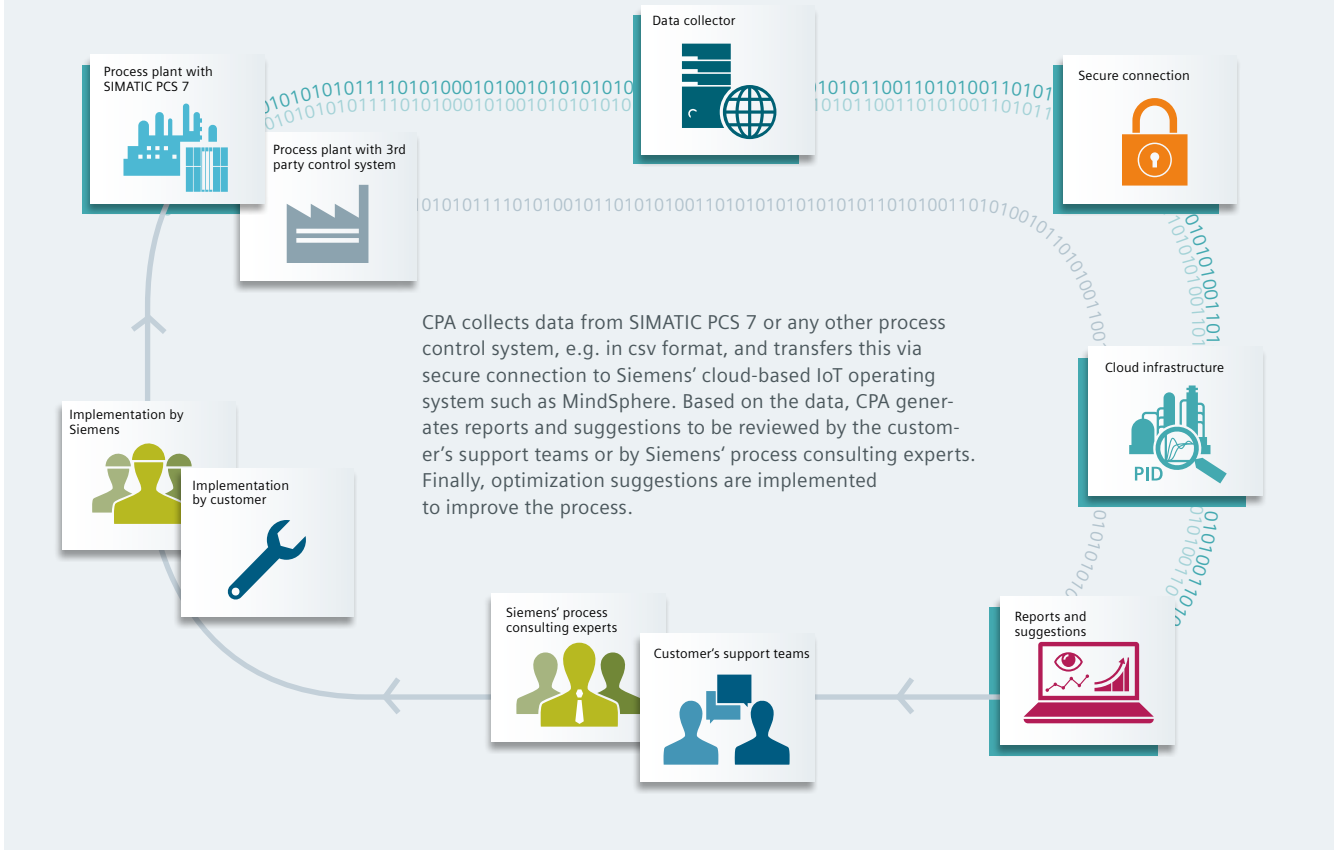 Data collector
Process plant with
SIMATIC PCS 7
Secure connection
Process plant with 3rd
party control system
CPA collects data from SIMATIC PCS 7 or any other process
control system, e.g. in csv format, and transfers this via
secure connection to Siemens’ cloud-based IoT operating
system such as MindSphere. Based on the data, CPA gener-
ates reports and suggestions to be reviewed by the custom-
er’s support teams or by Siemens’ process consulting experts.
Finally, optimization suggestions are implemented
to improve the process.
Cloud infrastructure
PID
Implementation by
Siemens
Implementation
by customer
Siemens’ process
consulting experts
Customer’s support teams
Reports and
suggestions